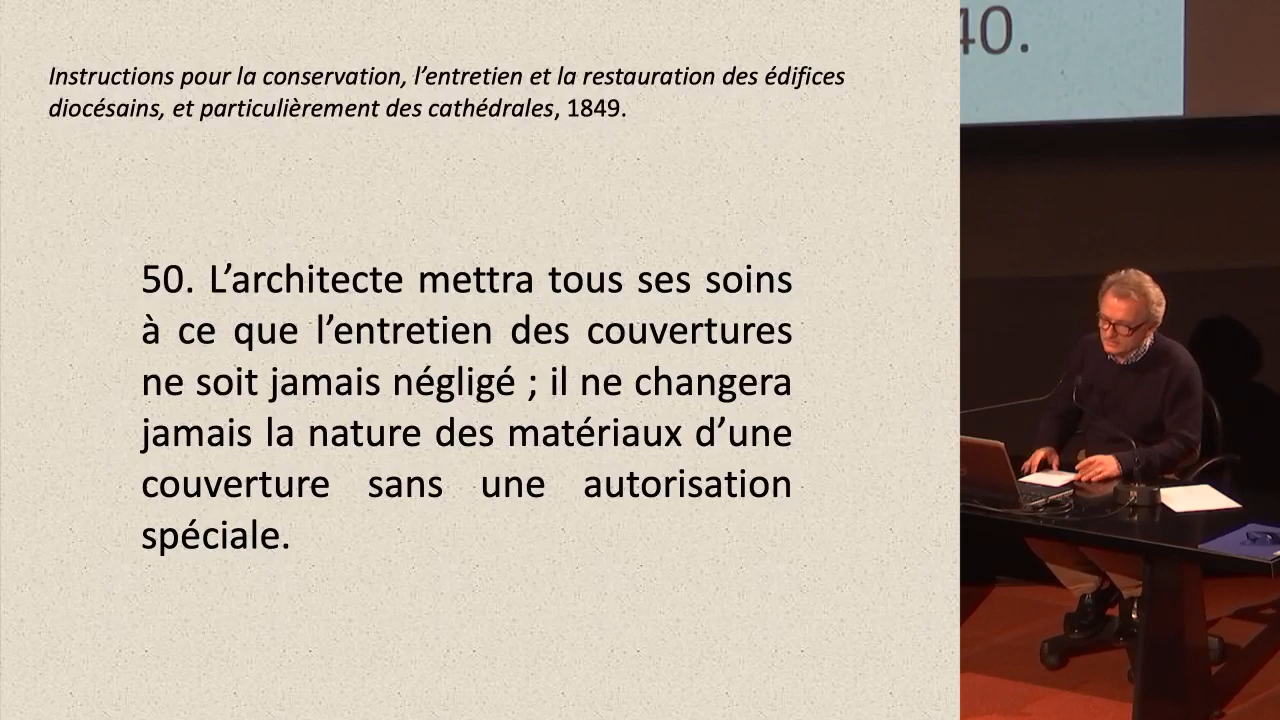 Instructions pour la conservation, l’entretien et la restauration des édifices
diocésains, et particulièrement des cathédrales, 1849.
50. L’architecte mettra tous ses soins
à ce que l’entretien des couvertures
ne soit jamais négligé ; il ne changera
jamais la nature des matériaux d’une
couverture sans une autorisation
spéciale.
40.